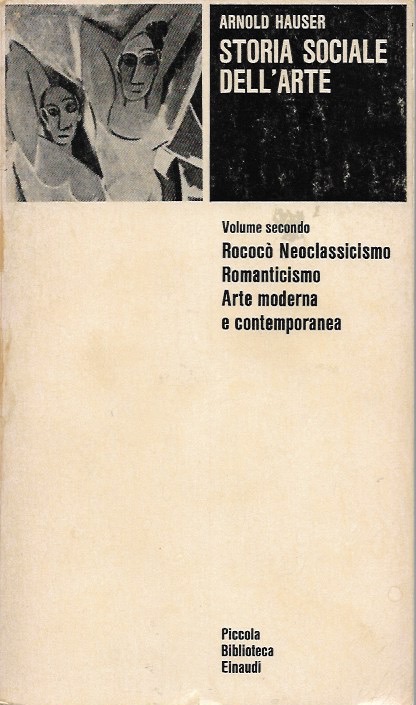 ARNOLD HAUSER
STORIA SOCIALE
DELL'ARTE
Volume secondo
Rococò Neoclassicismo
Romanticismo
Arte moderna
e contemporanea
Piccola
Biblioteca
Einaudi